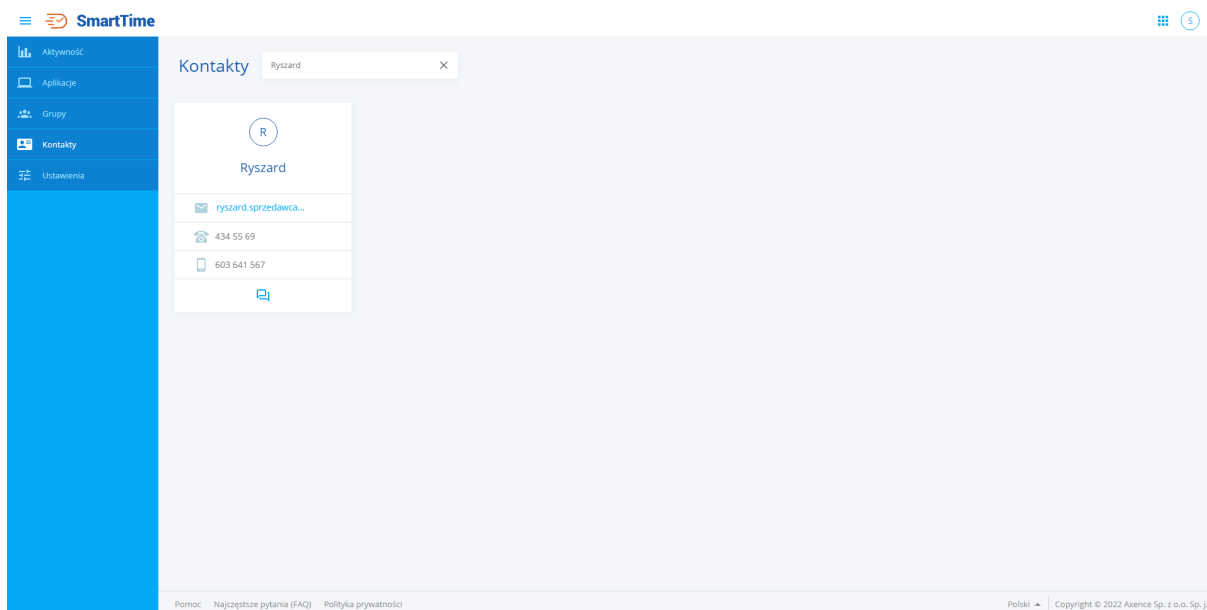 SmartTime
S
Aktywność
Aplikacje
Grupy
Kontakty
Ustawienia
Kontakty
Ryszard
R
Ryszard
ryszard.sprzedawca...
434 55 69
603 641 567
Pomoc Najczęstsze pytania (FAQ) Polityka prywatności
Polski Copyright © 2022 Axence Sp. z o.o. Sp. j.